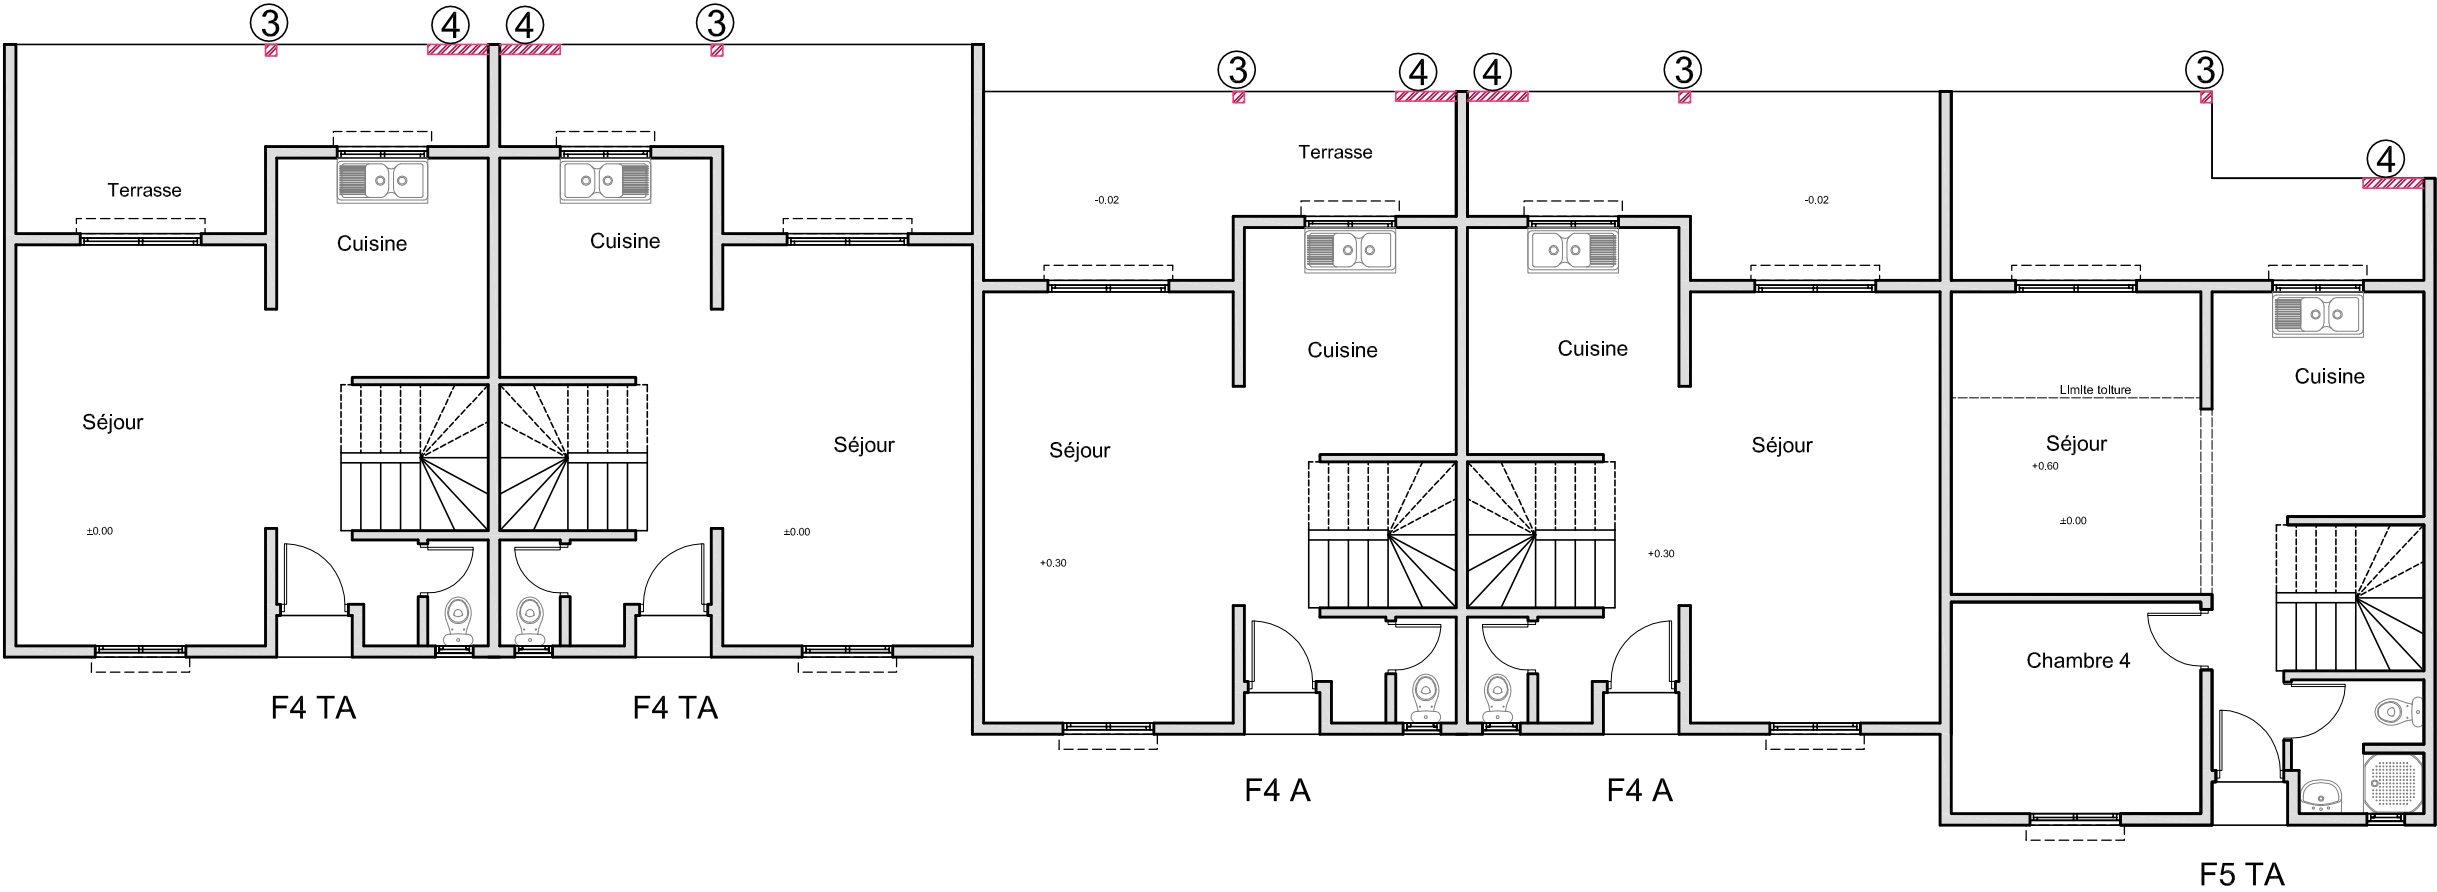 3 4 4 3
3 4 4 3 3
4
Terrasse
Terrasse
-0.02 -0.02
Cuisine Cuisine
Cuisine Cuisine
Cuisine
Limite toiture
Séjour Séjour Séjour Séjour Séjour
+0.60
±0.00 ±0.00 ±0.00
+0.30 +0.30
Chambre 4
F4 TA F4 TA
F4 A F4 A
F5 TA